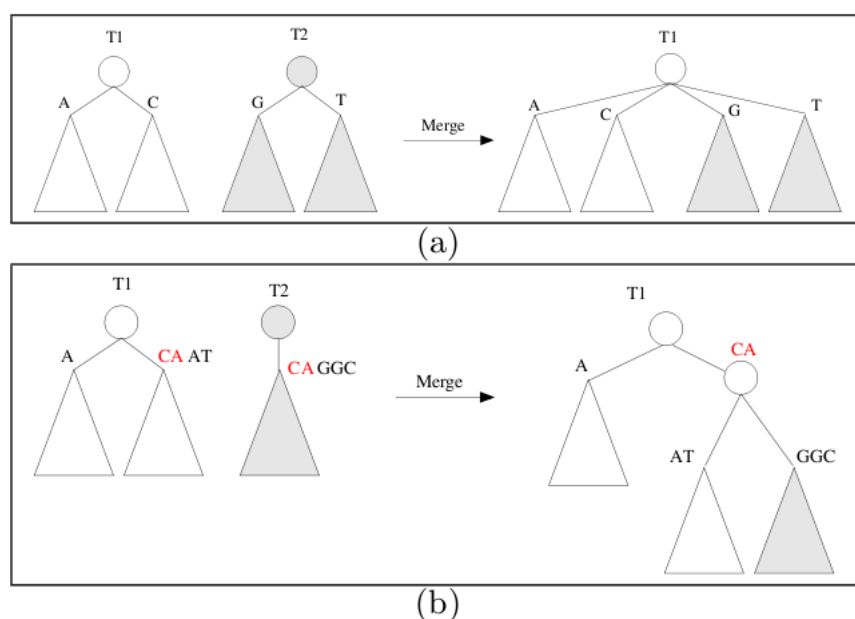 T1 T2 T1
A C G T A C G T
Merge
(a)
T1 T2 T1
A CA AT CA GGC A CA
Merge
AT GGC
(b)